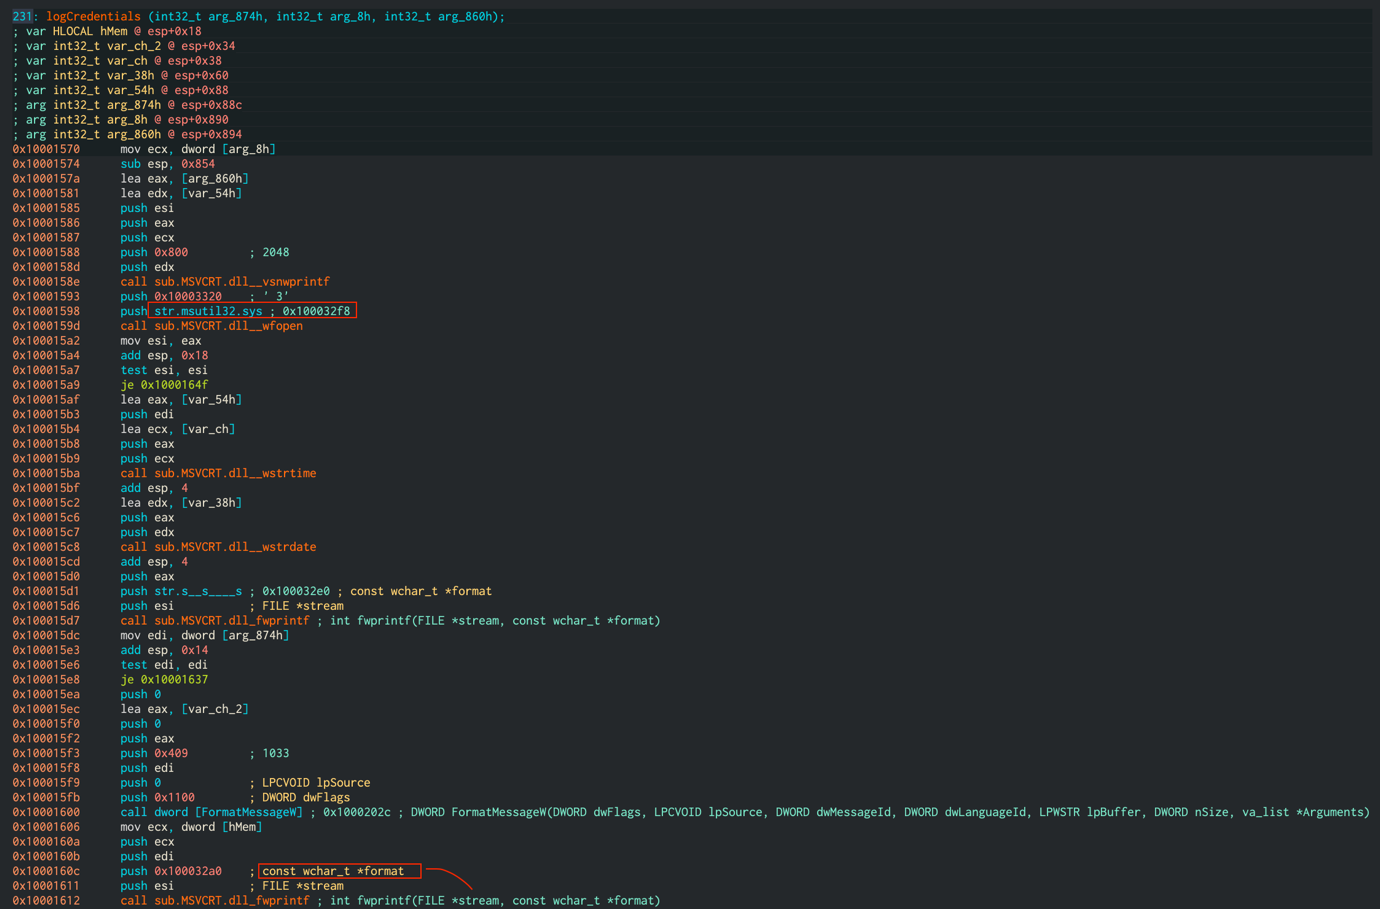 231: logCredentials (int32_t arg_874h, int32_t arg_8h, int32_t arg_860h);
; var HLOCAL hMem @ esp+0x18
; var int32_t var_ch_2 @ esp+0x34
; var int32_t var_ch @ esp+0x38
; var int32_t var_38h @ esp+0x60
; var int32_t var_54h @ esp+0x88
; arg int32_t arg_874h @ esp+0x88c
; arg int32_t arg_8h @ esp+0x890
; arg int32_t arg_860h @ esp+0x894
0x10001570 mov ecx, dword [arg_8h]
0x10001574 sub esp, 0x854
0x1000157a lea eax, [arg_860h]
0x10001581 lea edx, [var_54h]
0x10001585 push esi
0x10001586 push eax
0x10001587 push ecx
0x10001588 push 0x800 ; 2048
0x1000158d push edx
0x1000158e call sub.MSVCRT.dll__vsnwprintf
0x10001593 push 0x10003320 ; ' 3'
0x10001598 push str.msutil32.sys ; 0x100032f8
0x1000159d call sub.MSVCRT.dll__wfopen
0x100015a2 mov esi, eax
0x100015a4 add esp, 0x18
0x100015a7 test esi, esi
0x100015a9 je 0x1000164f
0x100015af lea eax, [var_54h]
0x100015b3 push edi
0x100015b4 lea ecx, [var_ch]
0x100015b8 push eax
0x100015b9 push ecx
0x100015ba call sub.MSVCRT.dll__wstrtime
0x100015bf add esp, 4
0x100015c2 lea edx, [var_38h]
0x100015c6 push eax
0x100015c7 push edx
0x100015c8 call sub.MSVCRT.dll__wstrdate
0x100015cd add esp, 4
0x100015d0 push eax
0x100015d1 push str.s__s____s ; 0x100032e0 ; const wchar_t *format
0x100015d6 push esi ; FILE *stream
0x100015d7 call sub.MSVCRT.dll_fwprintf ; int fwprintf(FILE *stream, const wchar_t *format)
0x100015dc mov edi, dword [arg_874h]
0x100015e3 add esp, 0x14
0x100015e6 test edi, edi
0x100015e8 je 0x10001637
0x100015ea push 0
0x100015ec lea eax, [var_ch_2]
0x100015f0 push 0
0x100015f2 push eax
0x100015f3 push 0x409 ; 1033
0x100015f8 push edi
0x100015f9 push 0 ; LPCVOID lpSource
0x100015fb push 0x1100 ; DWORD dwFlags
0x10001600 call dword [FormatMessageW] ; 0x1000202c ; DWORD FormatMessageW(DWORD dwFlags, LPCVOID lpSource, DWORD dwMessageId, DWORD dwLanguageId, LPWSTR lpBuffer, DWORD nSize, va_list *Arguments)
0x10001606 mov ecx, dword [hMem]
0x1000160a push ecx
0x1000160b push edi
0x1000160c push 0x100032a0 ; const wchar_t *format
0x10001611 push esi ; FILE *stream
0x10001612 call sub.MSVCRT.dll_fwprintf ; int fwprintf(FILE *stream, const wchar_t *format)